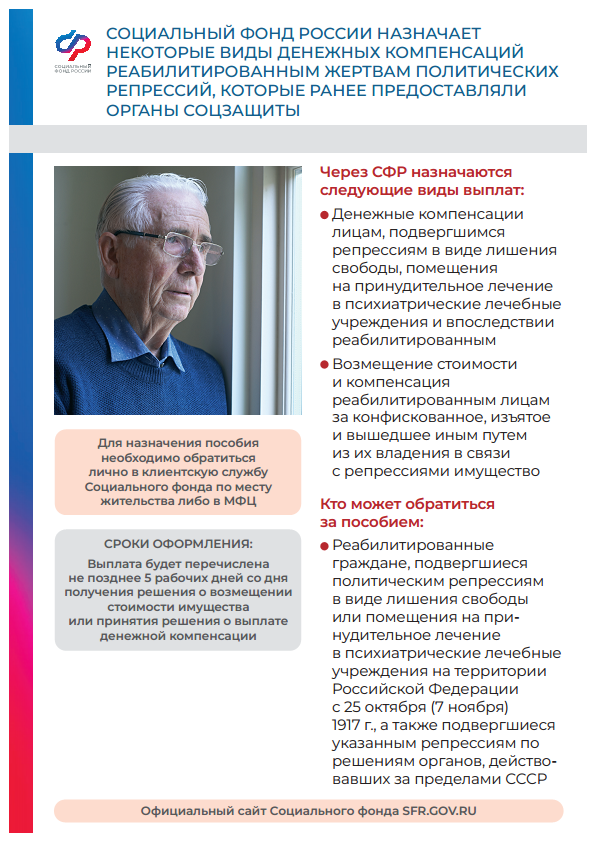 СОЦИАЛЬНЫЙ
ФОНД РОССИИ
СОЦИАЛЬНЫЙ ФОНД РОССИИ НАЗНАЧАЕТ
НЕКОТОРЫЕ ВИДЫ ДЕНЕЖНЫХ КОМПЕНСАЦИЙ
РЕАБИЛИТИРОВАННЫМ ЖЕРТВАМ ПОЛИТИЧЕСКИХ
РЕПРЕССИЙ, КОТОРЫЕ РАНЕЕ ПРЕДОСТАВЛЯЛИ
ОРГАНЫ СОЦЗАЩИТЫ
Для назначения пособия
необходимо обратиться
лично в клиентскую службу
Социального фонда по месту
жительства либо в МФЦ
СРОКИ ОФОРМЛЕНИЯ:
Выплата будет перечислена
не позднее 5 рабочих дней со дня
получения решения о возмещении
стоимости имущества
или принятия решения о выплате
денежной компенсации
Через СФР назначаются
следующие виды выплат:
Денежные компенсации
лицам, подвергшимся
репрессиям в виде лишения
свободы, помещения
на принудительное лечение
в психиатрические лечебные
учреждения и впоследствии
реабилитированным
Возмещение стоимости
и компенсация
реабилитированным лицам
за конфискованное, изъятое
и вышедшее иным путем
из их владения в связи
с репрессиями имущество
Кто может обратиться
за пособием:
Реабилитированные
граждане, подвергшиеся
политическим репрессиям
в виде лишения свободы
или помещения на при-
нудительное лечение
в психиатрические лечебные
учреждения на территории
Российской Федерации
с 25 октября (7 ноября)
1917 г., а также подвергшиеся
указанным репрессиям по
решениям органов, действо-
вавших за пределами СССР
Официальный сайт Социального фонда SFR.GOV.RU